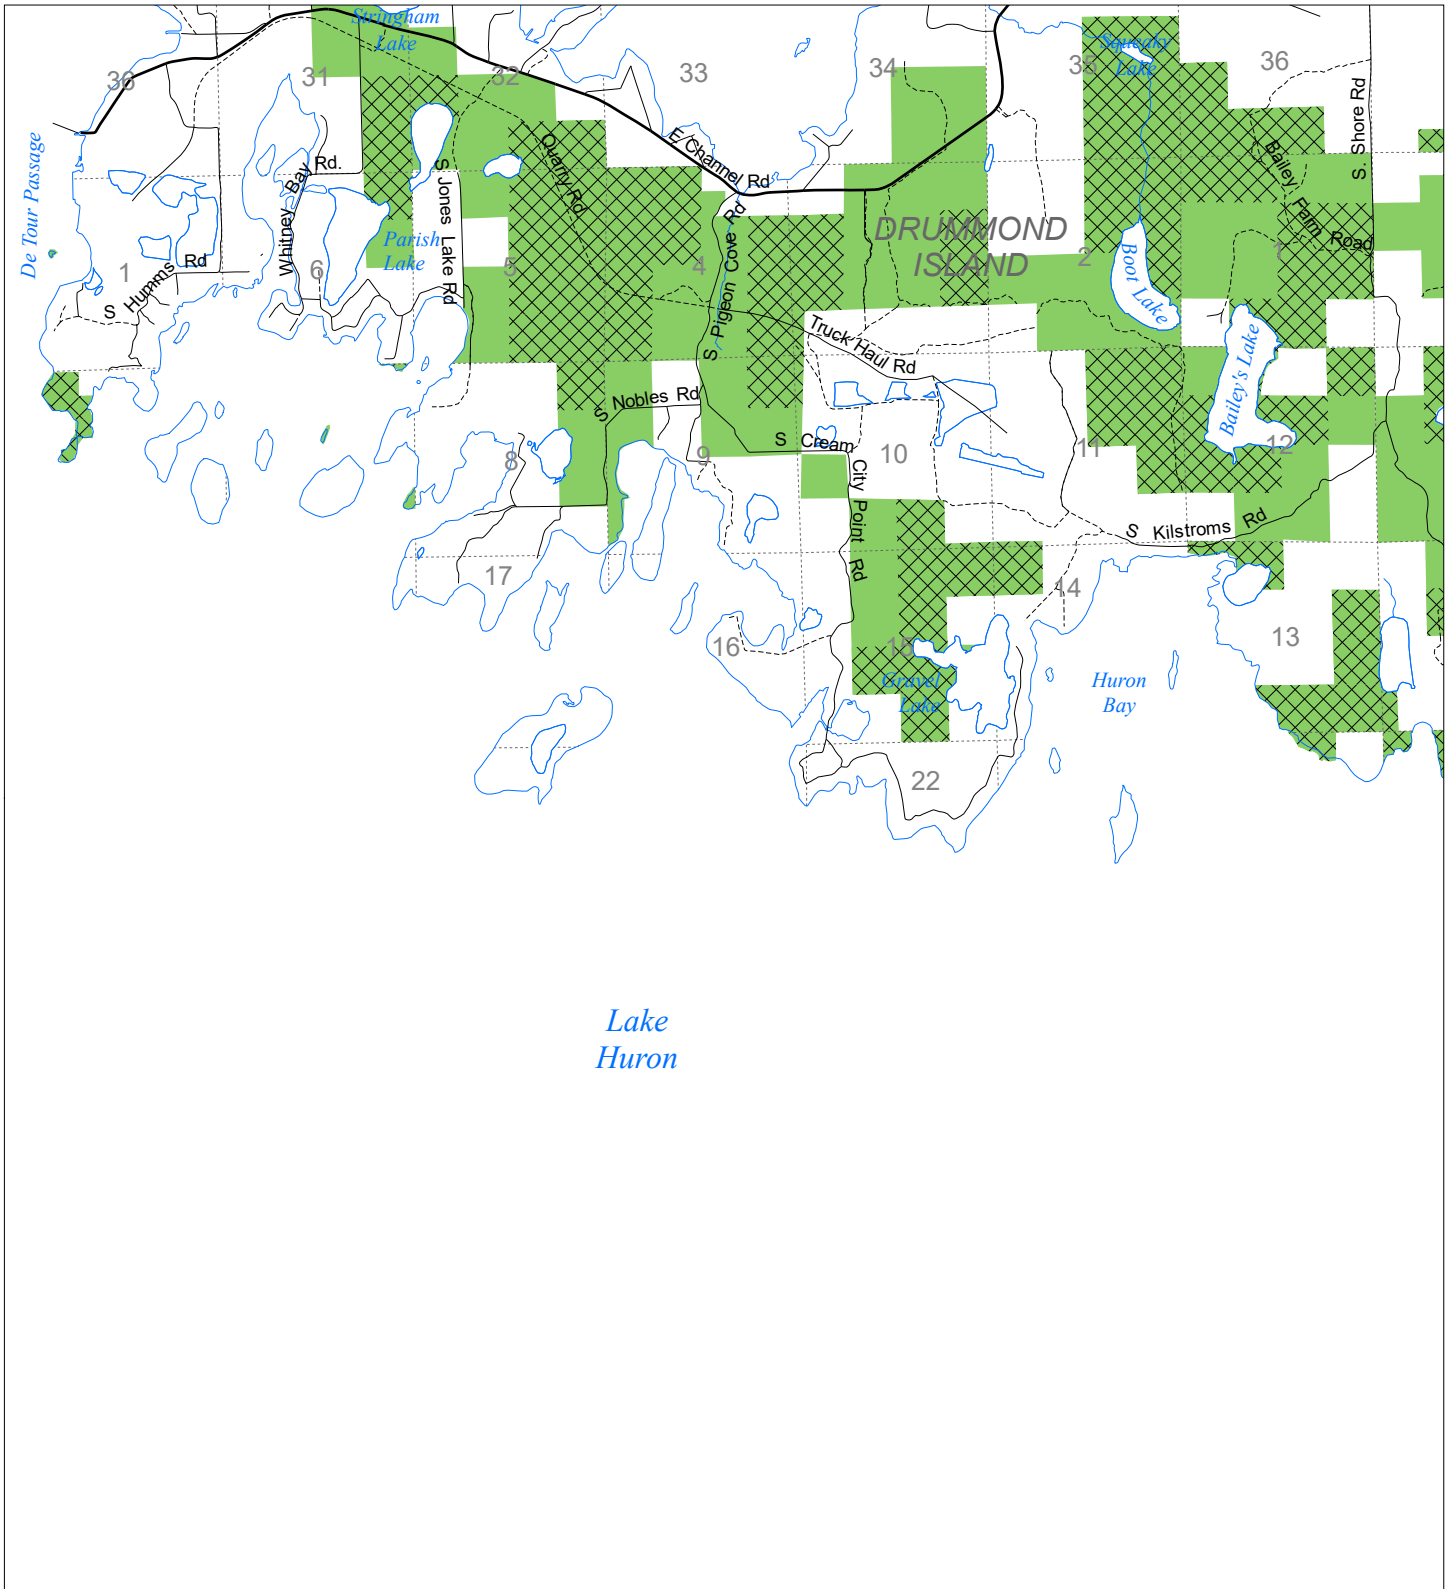 Stringham
Lake
Squeaky
Lake
36
31
32
33
34
35
36
De Tour Passage
Whitney Bay Rd.
S Jones Lake Rd
Quarry Rd
E Channel Rd
S. Shore Rd
Bailey Farm Road
Parish
Lake
DRUMMOND
ISLAND
Boot Lake
1
S Humms Rd
6
5
4
S Pigeon Cove Rd
2
1
Truck Haul Rd
Bailey's Lake
S Nobles Rd
S Cream City Point Rd
8
9
10
11
12
S Kilstroms Rd
17
16
15
14
13
Gravel
Lake
Huron
Bay
22
Lake
Huron